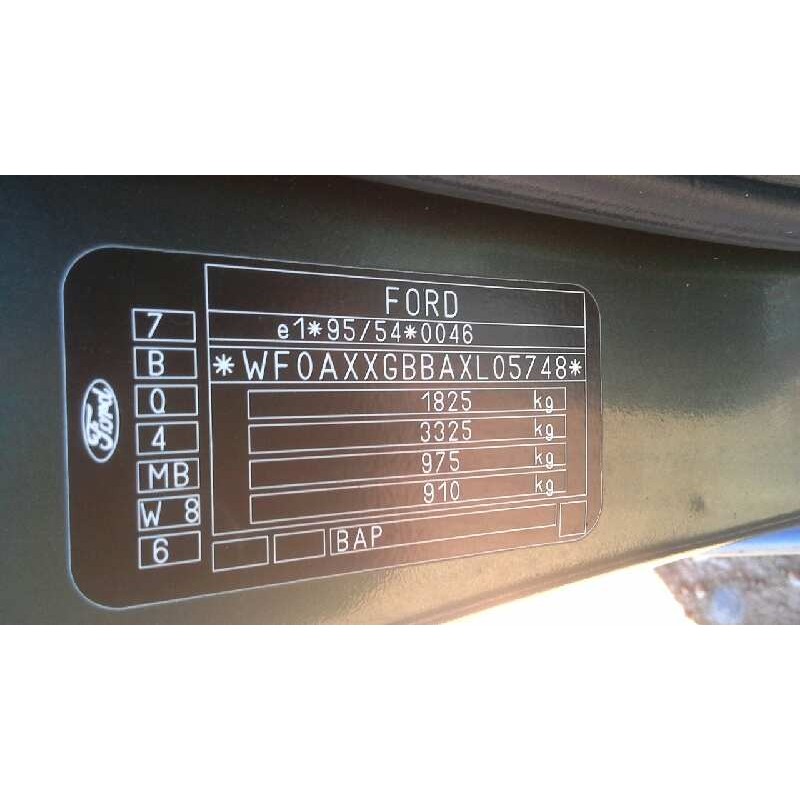 FORD
e1*95/54*0046
*WF0AXXGBBAXL05748*
1825 kg
3325 kg
975 kg
910 kg
BAP
7
B
Q
4
MB
W 8
6
Ford